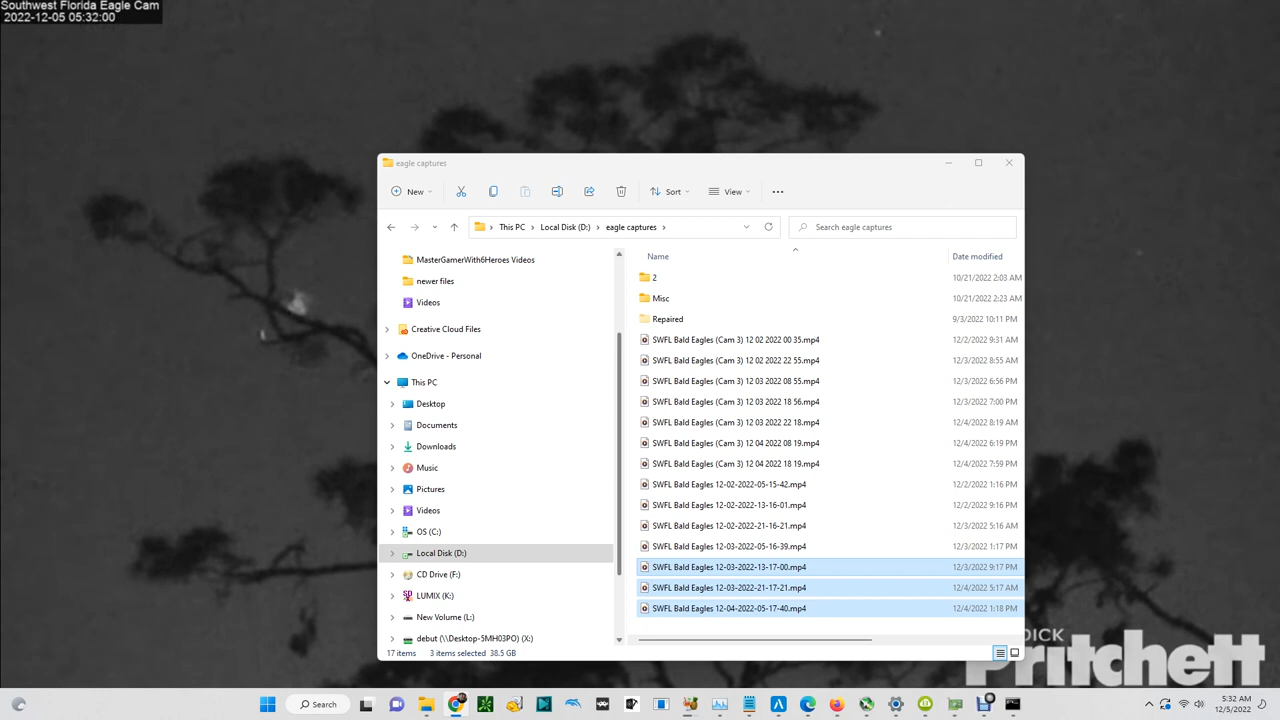 Southwest Florida Eagle Cam
2022-12-05 05:32:00
eagle captures
New
Sort
View
This PC
Local Disk (D:)
eagle captures
Search eagle captures
MasterGamerWith6Heroes Videos
newer files
Videos
Creative Cloud Files
OneDrive - Personal
This PC
Desktop
Documents
Downloads
Music
Pictures
Videos
OS (C:)
Local Disk (D:)
CD Drive (F:)
LUMIX (K:)
New Volume (L:)
debut (\\Desktop-5MH03PO) (X:)
Name Date modified
2 10/21/2022 2:03 AM
Misc 10/21/2022 2:23 AM
Repaired 9/3/2022 10:11 PM
SWFL Bald Eagles (Cam 3) 12 02 2022 00 35.mp4 12/2/2022 9:31 AM
SWFL Bald Eagles (Cam 3) 12 02 2022 22 55.mp4 12/3/2022 8:55 AM
SWFL Bald Eagles (Cam 3) 12 03 2022 08 55.mp4 12/3/2022 6:56 PM
SWFL Bald Eagles (Cam 3) 12 03 2022 18 56.mp4 12/3/2022 7:00 PM
SWFL Bald Eagles (Cam 3) 12 03 2022 22 18.mp4 12/4/2022 8:19 AM
SWFL Bald Eagles (Cam 3) 12 04 2022 08 19.mp4 12/4/2022 6:19 PM
SWFL Bald Eagles (Cam 3) 12 04 2022 18 19.mp4 12/4/2022 7:59 PM
SWFL Bald Eagles 12-02-2022-05-15-42.mp4 12/2/2022 1:16 PM
SWFL Bald Eagles 12-02-2022-13-16-01.mp4 12/2/2022 9:16 PM
SWFL Bald Eagles 12-02-2022-21-16-21.mp4 12/3/2022 5:16 AM
SWFL Bald Eagles 12-03-2022-05-16-39.mp4 12/3/2022 1:17 PM
SWFL Bald Eagles 12-03-2022-13-17-00.mp4 12/3/2022 9:17 PM
SWFL Bald Eagles 12-03-2022-21-17-21.mp4 12/4/2022 5:17 AM
SWFL Bald Eagles 12-04-2022-05-17-40.mp4 12/4/2022 1:18 PM
17 items 3 items selected 38.5 GB
DICK
Pritchett
Search
5:32 AM
12/5/2022